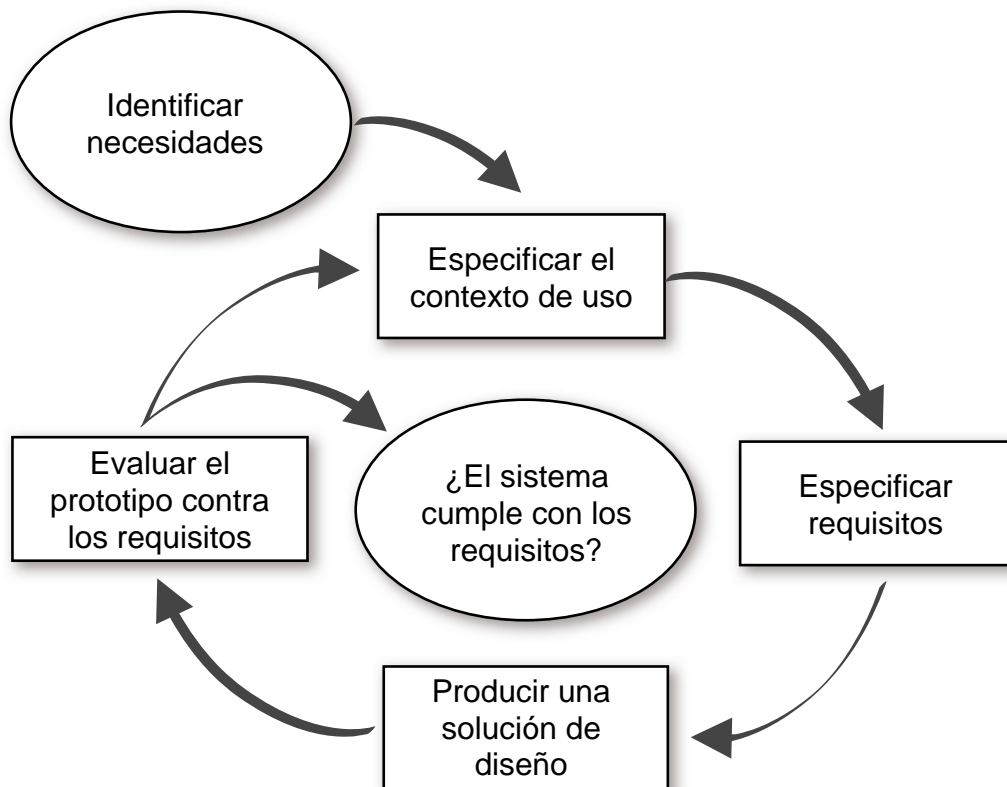 Identificar
necesidades
Especificar el
contexto de uso
Evaluar el
prototipo contra
los requisitos
¿El sistema
cumple con los
requisitos?
Especificar
requisitos
Producir una
solución de
diseño